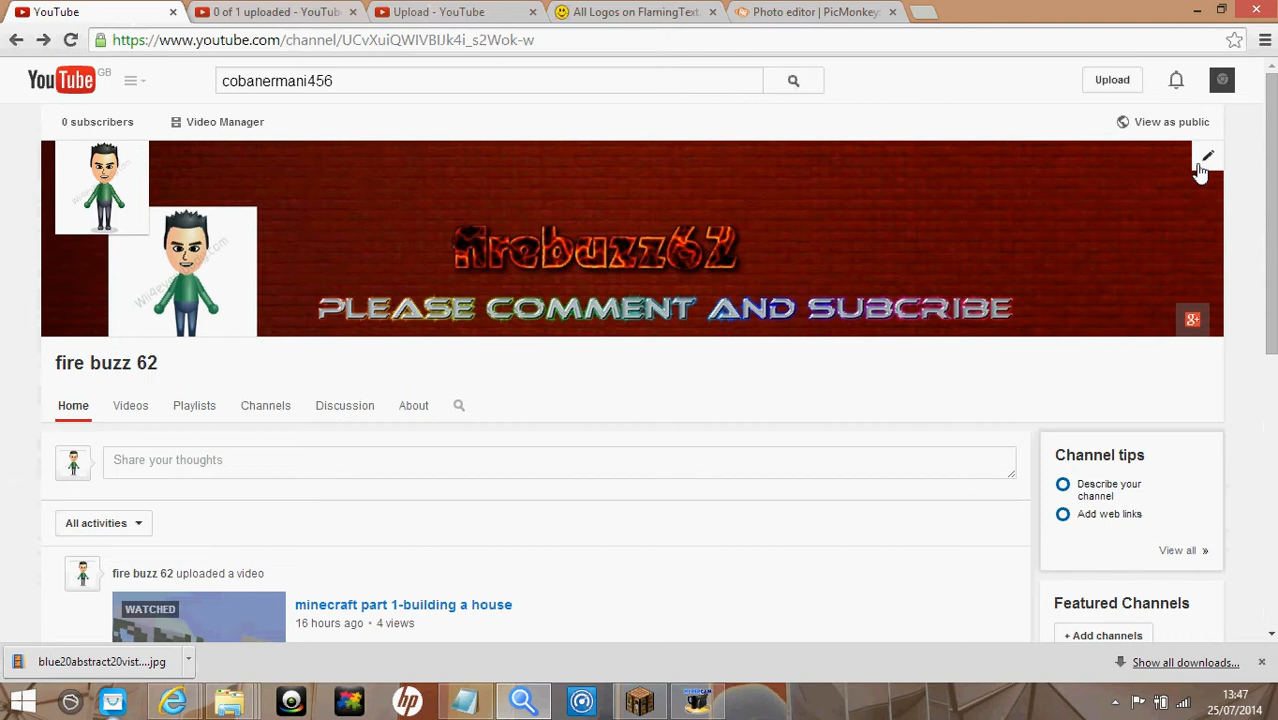 YouTube
0 of 1 uploaded - YouTub
Upload - YouTube
All Logos on FlamingText.
Photo editor | PicMonkey
https://www.youtube.com/channel/UCvXuiQWIVBIJk4i_s2Wok-w
YouTube GB
cobanermani456
Upload
0 subscribers
Video Manager
View as public
firebuzz62
PLEASE COMMENT AND SUBCRIBE
g+
fire buzz 62
Home
Videos
Playlists
Channels
Discussion
About
Share your thoughts
Channel tips
Describe your
channel
Add web links
View all »
All activities
fire buzz 62 uploaded a video
WATCHED
minecraft part 1-building a house
16 hours ago • 4 views
Featured Channels
+ Add channels
blue20abstract20vist....jpg
Show all downloads...
hp
13:47
25/07/2014